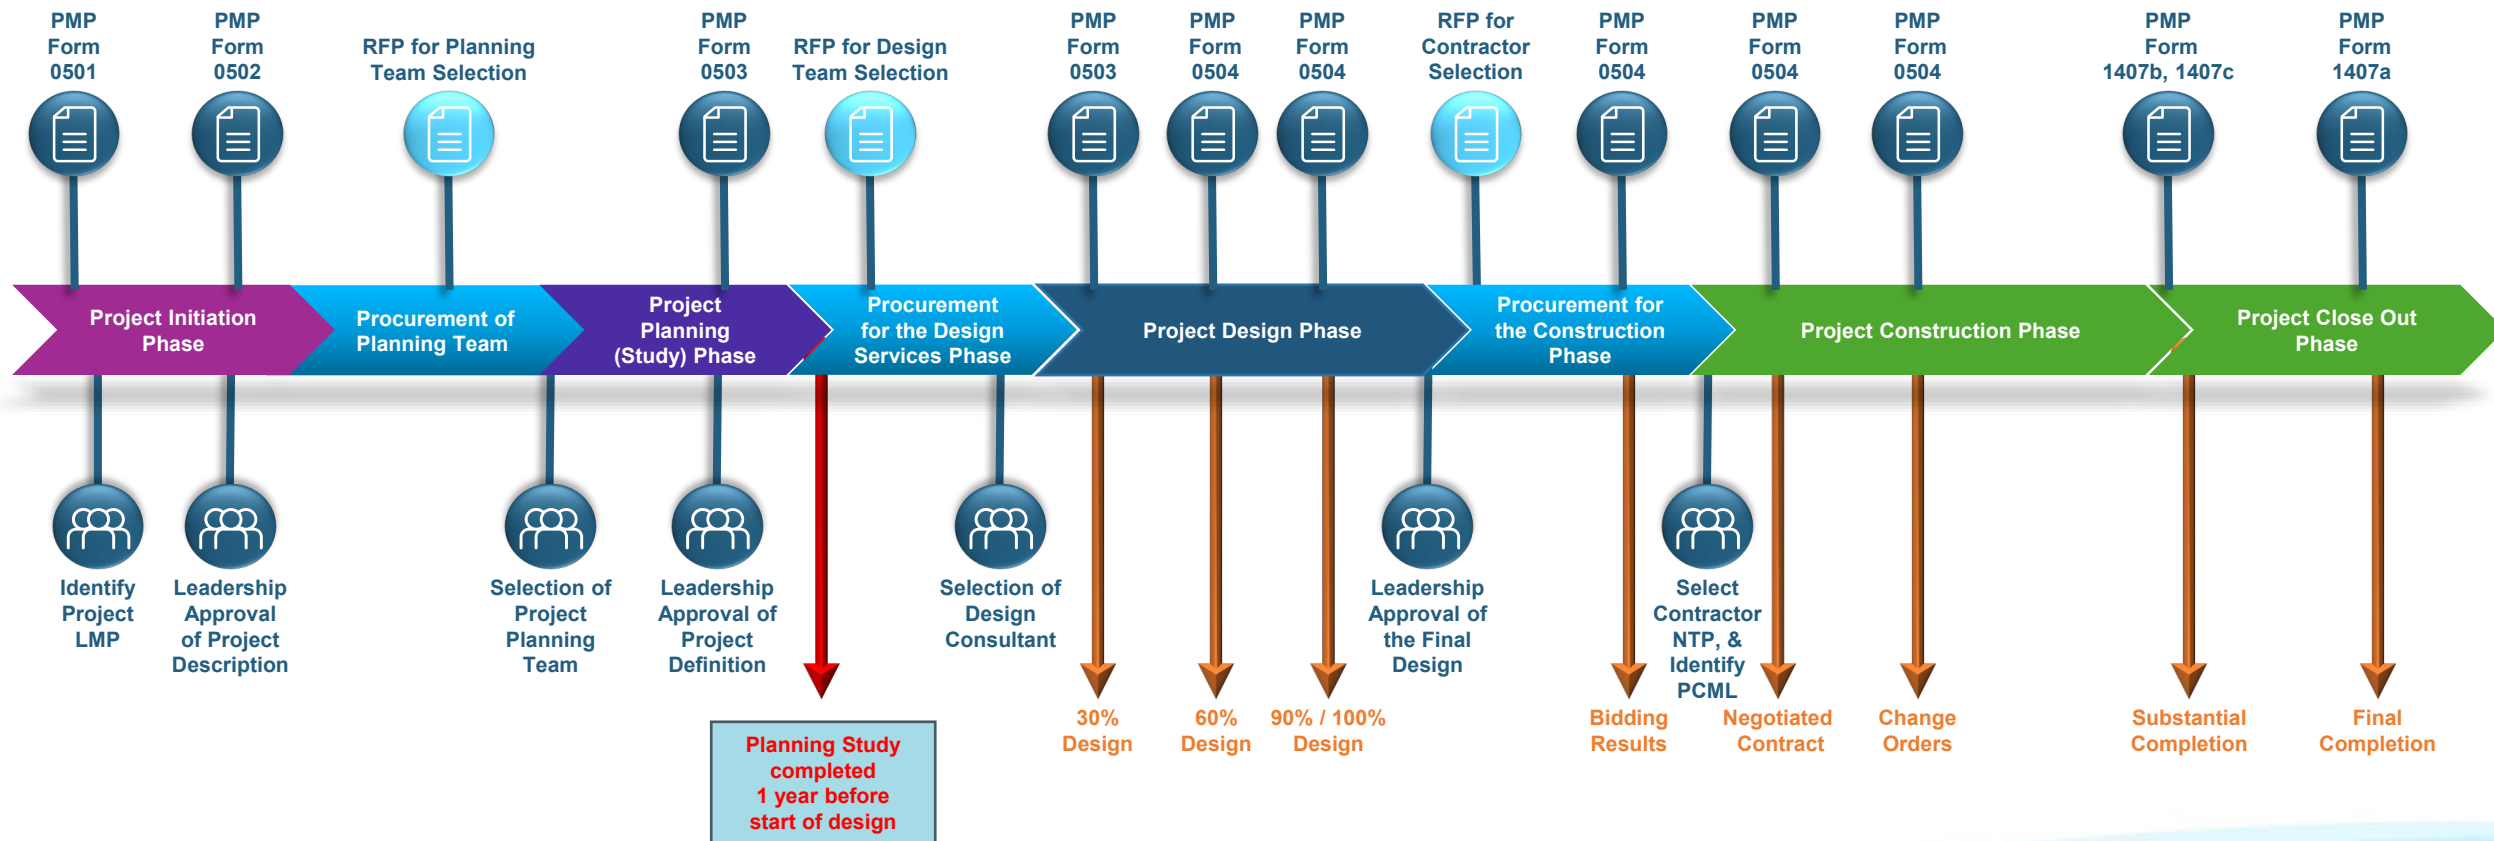 PMP
Form
0501
PMP
Form
0502
RFP for Planning
Team Selection
PMP
Form
0503
RFP for Design
Team Selection
PMP
Form
0503
PMP
Form
0504
PMP
Form
0504
RFP for
Contractor
Selection
PMP
Form
0504
PMP
Form
0504
PMP
Form
0504
PMP
Form
1407b, 1407c
PMP
Form
1407a
Project Initiation
Phase
Procurement of
Planning Team
Project
Planning
(Study) Phase
Procurement
for the Design
Services Phase
Project Design Phase
Procurement for
the Construction
Phase
Project Construction Phase
Project Close Out
Phase
Identify
Project
LMP
Leadership
Approval
of Project
Description
Selection of
Project
Planning
Team
Leadership
Approval of
Project
Definition
Planning Study
completed
1 year before
start of design
Selection of
Design
Consultant
30%
Design
60%
Design
90% / 100%
Design
Leadership
Approval of
the Final
Design
Bidding
Results
Select
Contractor
NTP, &
Identify
PCML
Negotiated
Contract
Change
Orders
Substantial
Completion
Final
Completion